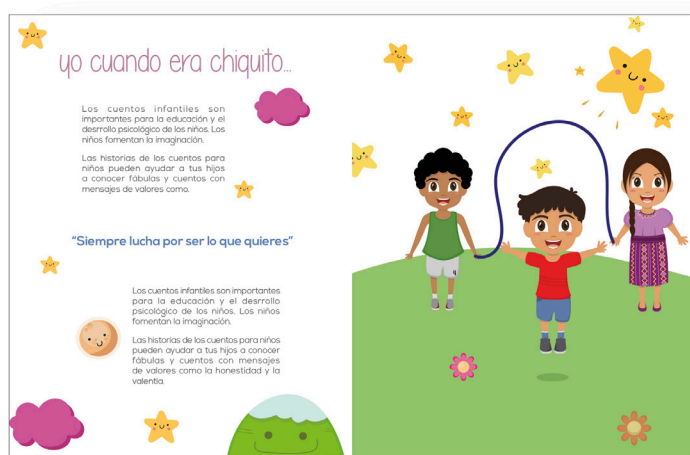 yo cuando era chiquito...
Los cuentos infantiles son
importantes para la educación y el
desrrollo psicológico de los niños. Los
niños fomentan la imaginación.
Las historias de los cuentos para
niños pueden ayudar a tus hijos
a conocer fábulas y cuentos con
mensajes de valores como.
"Siempre lucha por ser lo que quieres"
Los cuentos infantiles son importantes
para la educación y el desrrollo
psicológico de los niños. Los niños
fomentan la imaginación.
Las historias de los cuentos para niños
pueden ayudar a tus hijos a conocer
fábulas y cuentos con mensajes
de valores como la honestidad y la
valentía.